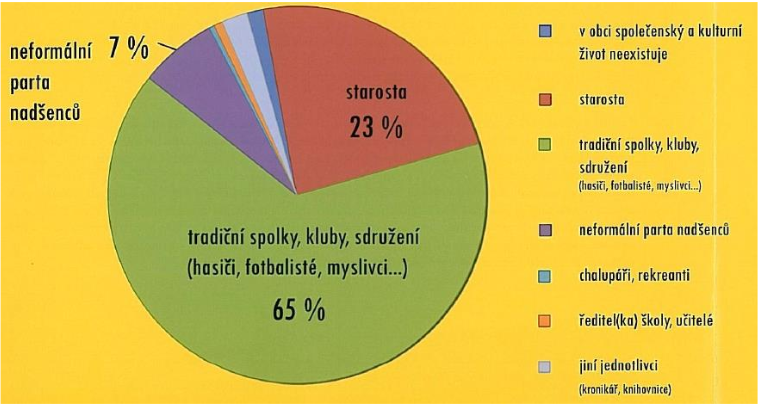 neformální 7 %
parta
nadšenců
starosta
23 %
tradiční spolky, kluby, sdružení
(hasiči, fotbalisté, myslivci...)
65 %
v obci společenský a kulturní
život neexistuje
starosta
tradiční spolky, kluby,
sdružení
(hasiči, fotbalisté, myslivci...)
neformální parta nadšenců
chalupáři, rekreanti
ředitel(ka) školy, učitelé
jiní jednotlivci
(kronikář, knihovnice)